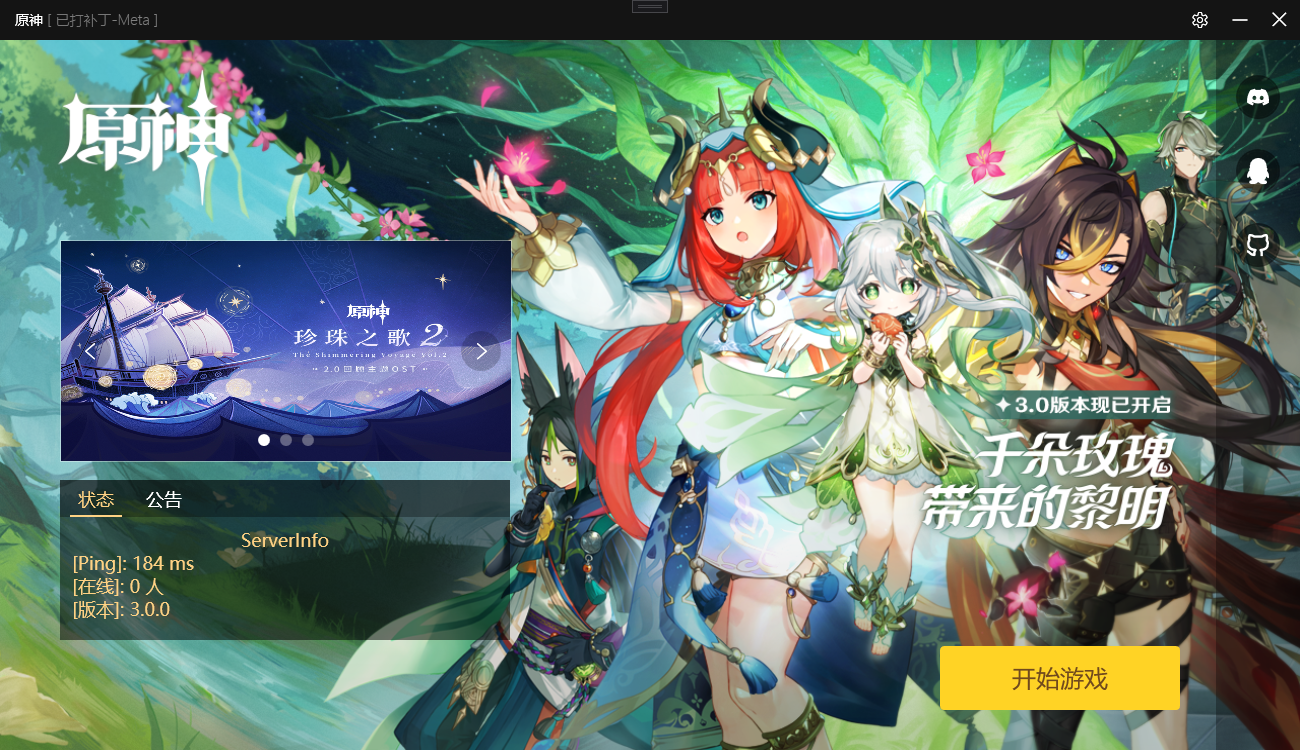 原神 [ 已打补丁-Meta ]
原神
原神
珍珠之歌 2
The Shimmering Voyage Vol.2
2.0回顾主题OST
状态 公告
ServerInfo
[Ping]: 184 ms
[在线]: 0 人
[版本]: 3.0.0
3.0版本现已开启
千朵玫瑰
带来的黎明
开始游戏